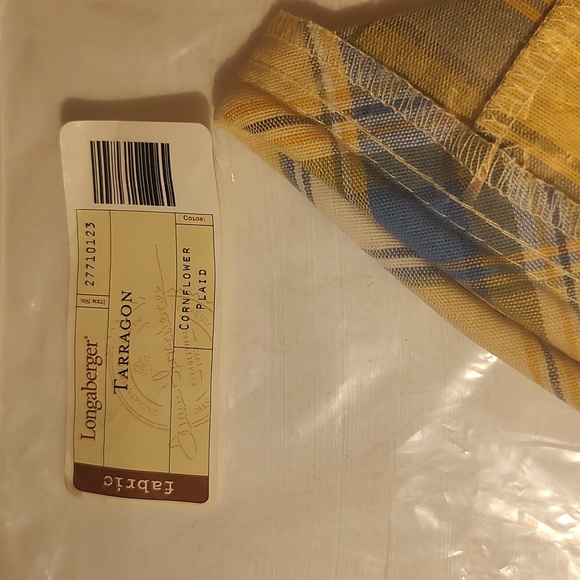 Longaberger®
Item No. 27710123
TARRAGON
Color:
CORNFLOWER
PLAID
fabric